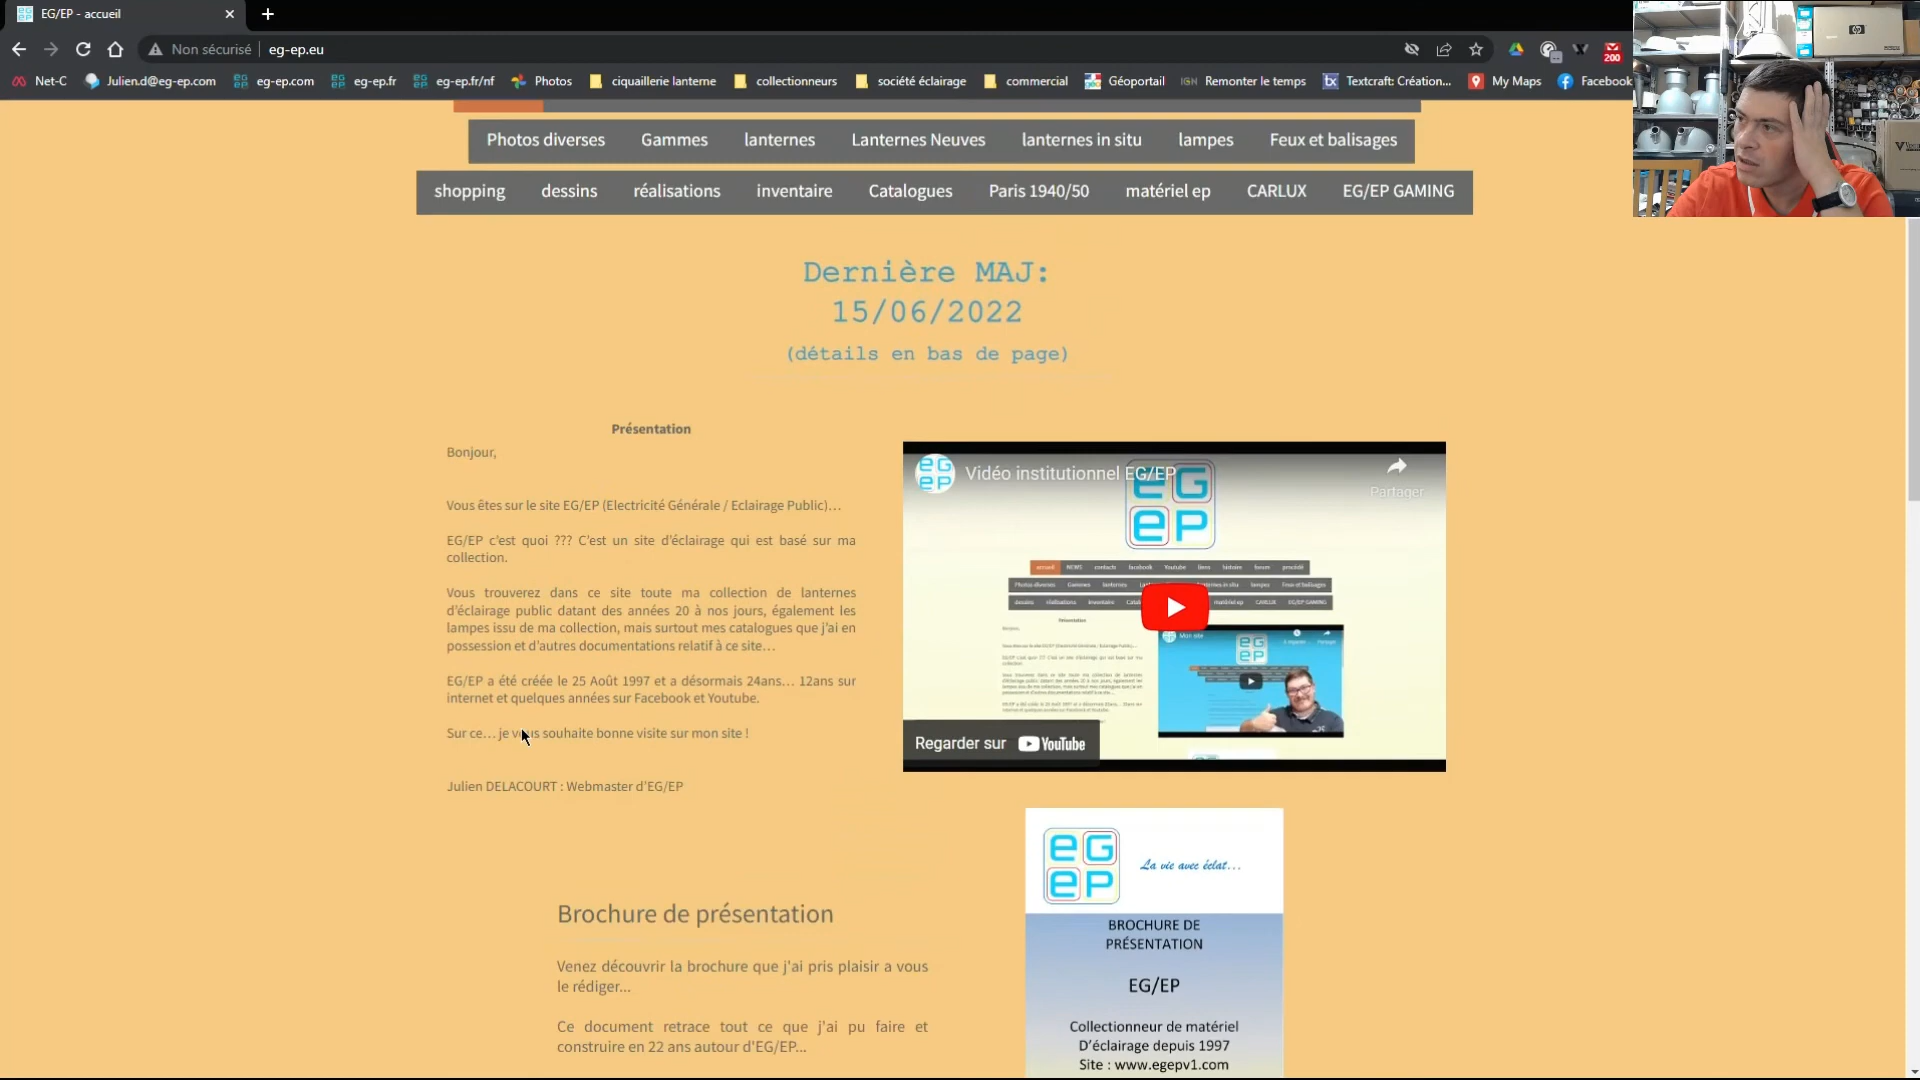 EG/EP - accueil
Non sécurisé
eg-ep.eu
200
Net-C
Julien.d@eg-ep.com
eg-ep.com
eg-ep.fr
eg-ep.fr/nf
Photos
ciquaillerie lanterne
collectionneurs
société éclairage
commercial
Géoportail
IGN Remonter le temps
tx Textcraft: Création...
My Maps
Facebook
Photos diverses
Gammes
lanternes
Lanternes Neuves
lanternes in situ
lampes
Feux et balisages
shopping
dessins
réalisations
inventaire
Catalogues
Paris 1940/50
matériel ep
CARLUX
EG/EP GAMING
Dernière MAJ:
15/06/2022
(détails en bas de page)
Présentation
Bonjour,
Vous êtes sur le site EG/EP (Electricité Générale / Eclairage Public)...
EG/EP c'est quoi ??? C'est un site d'éclairage qui est basé sur ma
collection.
Vous trouverez dans ce site toute ma collection de lanternes
d'éclairage public datant des années 20 à nos jours, également les
lampes issu de ma collection, mais surtout mes catalogues que j'ai en
possession et d'autres documentations relatif à ce site...
EG/EP a été créée le 25 Août 1997 et a désormais 24ans... 12ans sur
internet et quelques années sur Facebook et Youtube.
Sur ce... je vous souhaite bonne visite sur mon site !
Julien DELACOURT : Webmaster d'EG/EP
eG
eP
Vidéo institutionnel EG/EP
Partager
eG
eP
Regarder sur YouTube
Brochure de présentation
Venez découvrir la brochure que j'ai pris plaisir a vous
le rédiger...
Ce document retrace tout ce que j'ai pu faire et
construire en 22 ans autour d'EG/EP...
eG
eP
La vie avec éclat...
BROCHURE DE
PRÉSENTATION
EG/EP
Collectionneur de matériel
D'éclairage depuis 1997
Site : www.egepv1.com